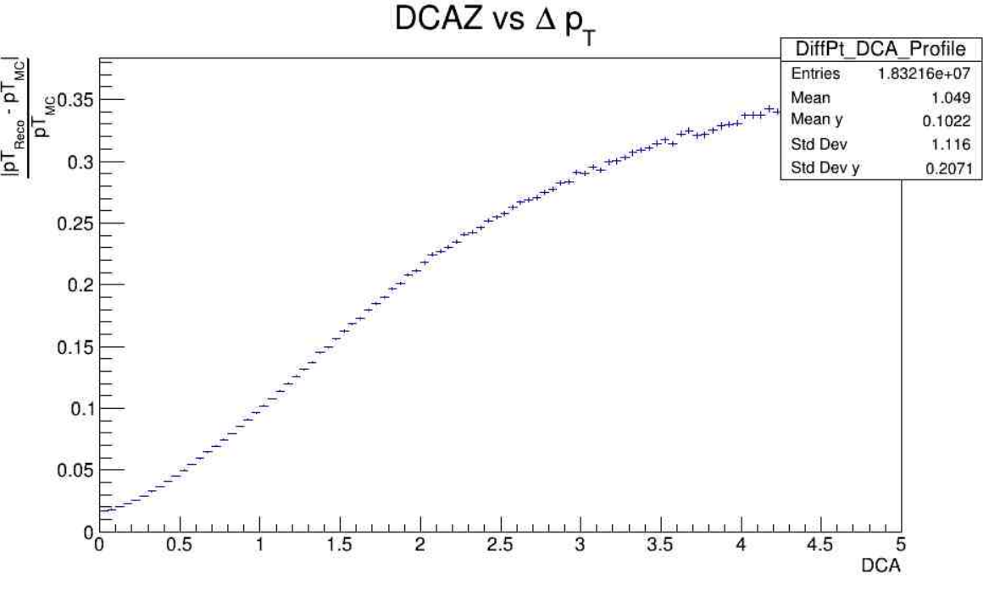 DCAZ vs Δ p_T
|pT_Reco - pT_MC|
pT_MC
DiffPt_DCA_Profile
Entries 1.83216e+07
Mean 1.049
Mean y 0.1022
Std Dev 1.116
Std Dev y 0.2071
0.35
0.3
0.25
0.2
0.15
0.1
0.05
0
0 0.5 1 1.5 2 2.5 3 3.5 4 4.5 5
DCA